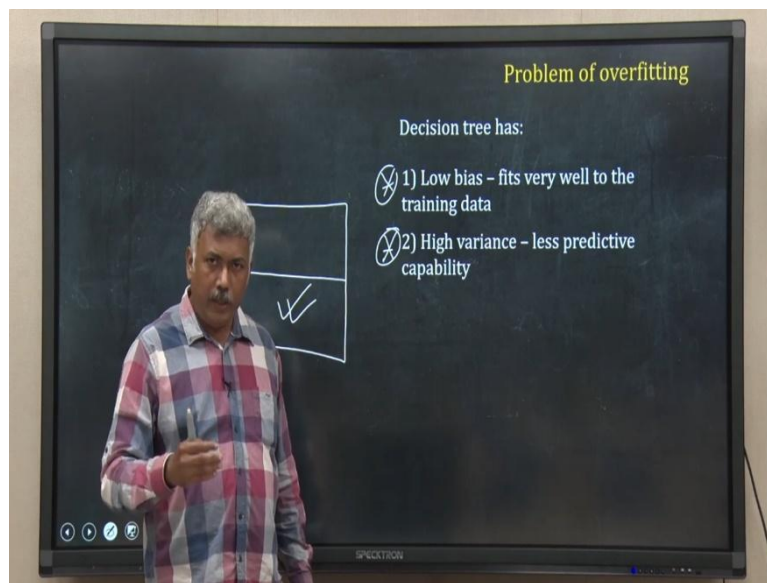 Problem of overfitting
Decision tree has:
1) Low bias – fits very well to the
training data
2) High variance – less predictive
capability
SPECKTRON